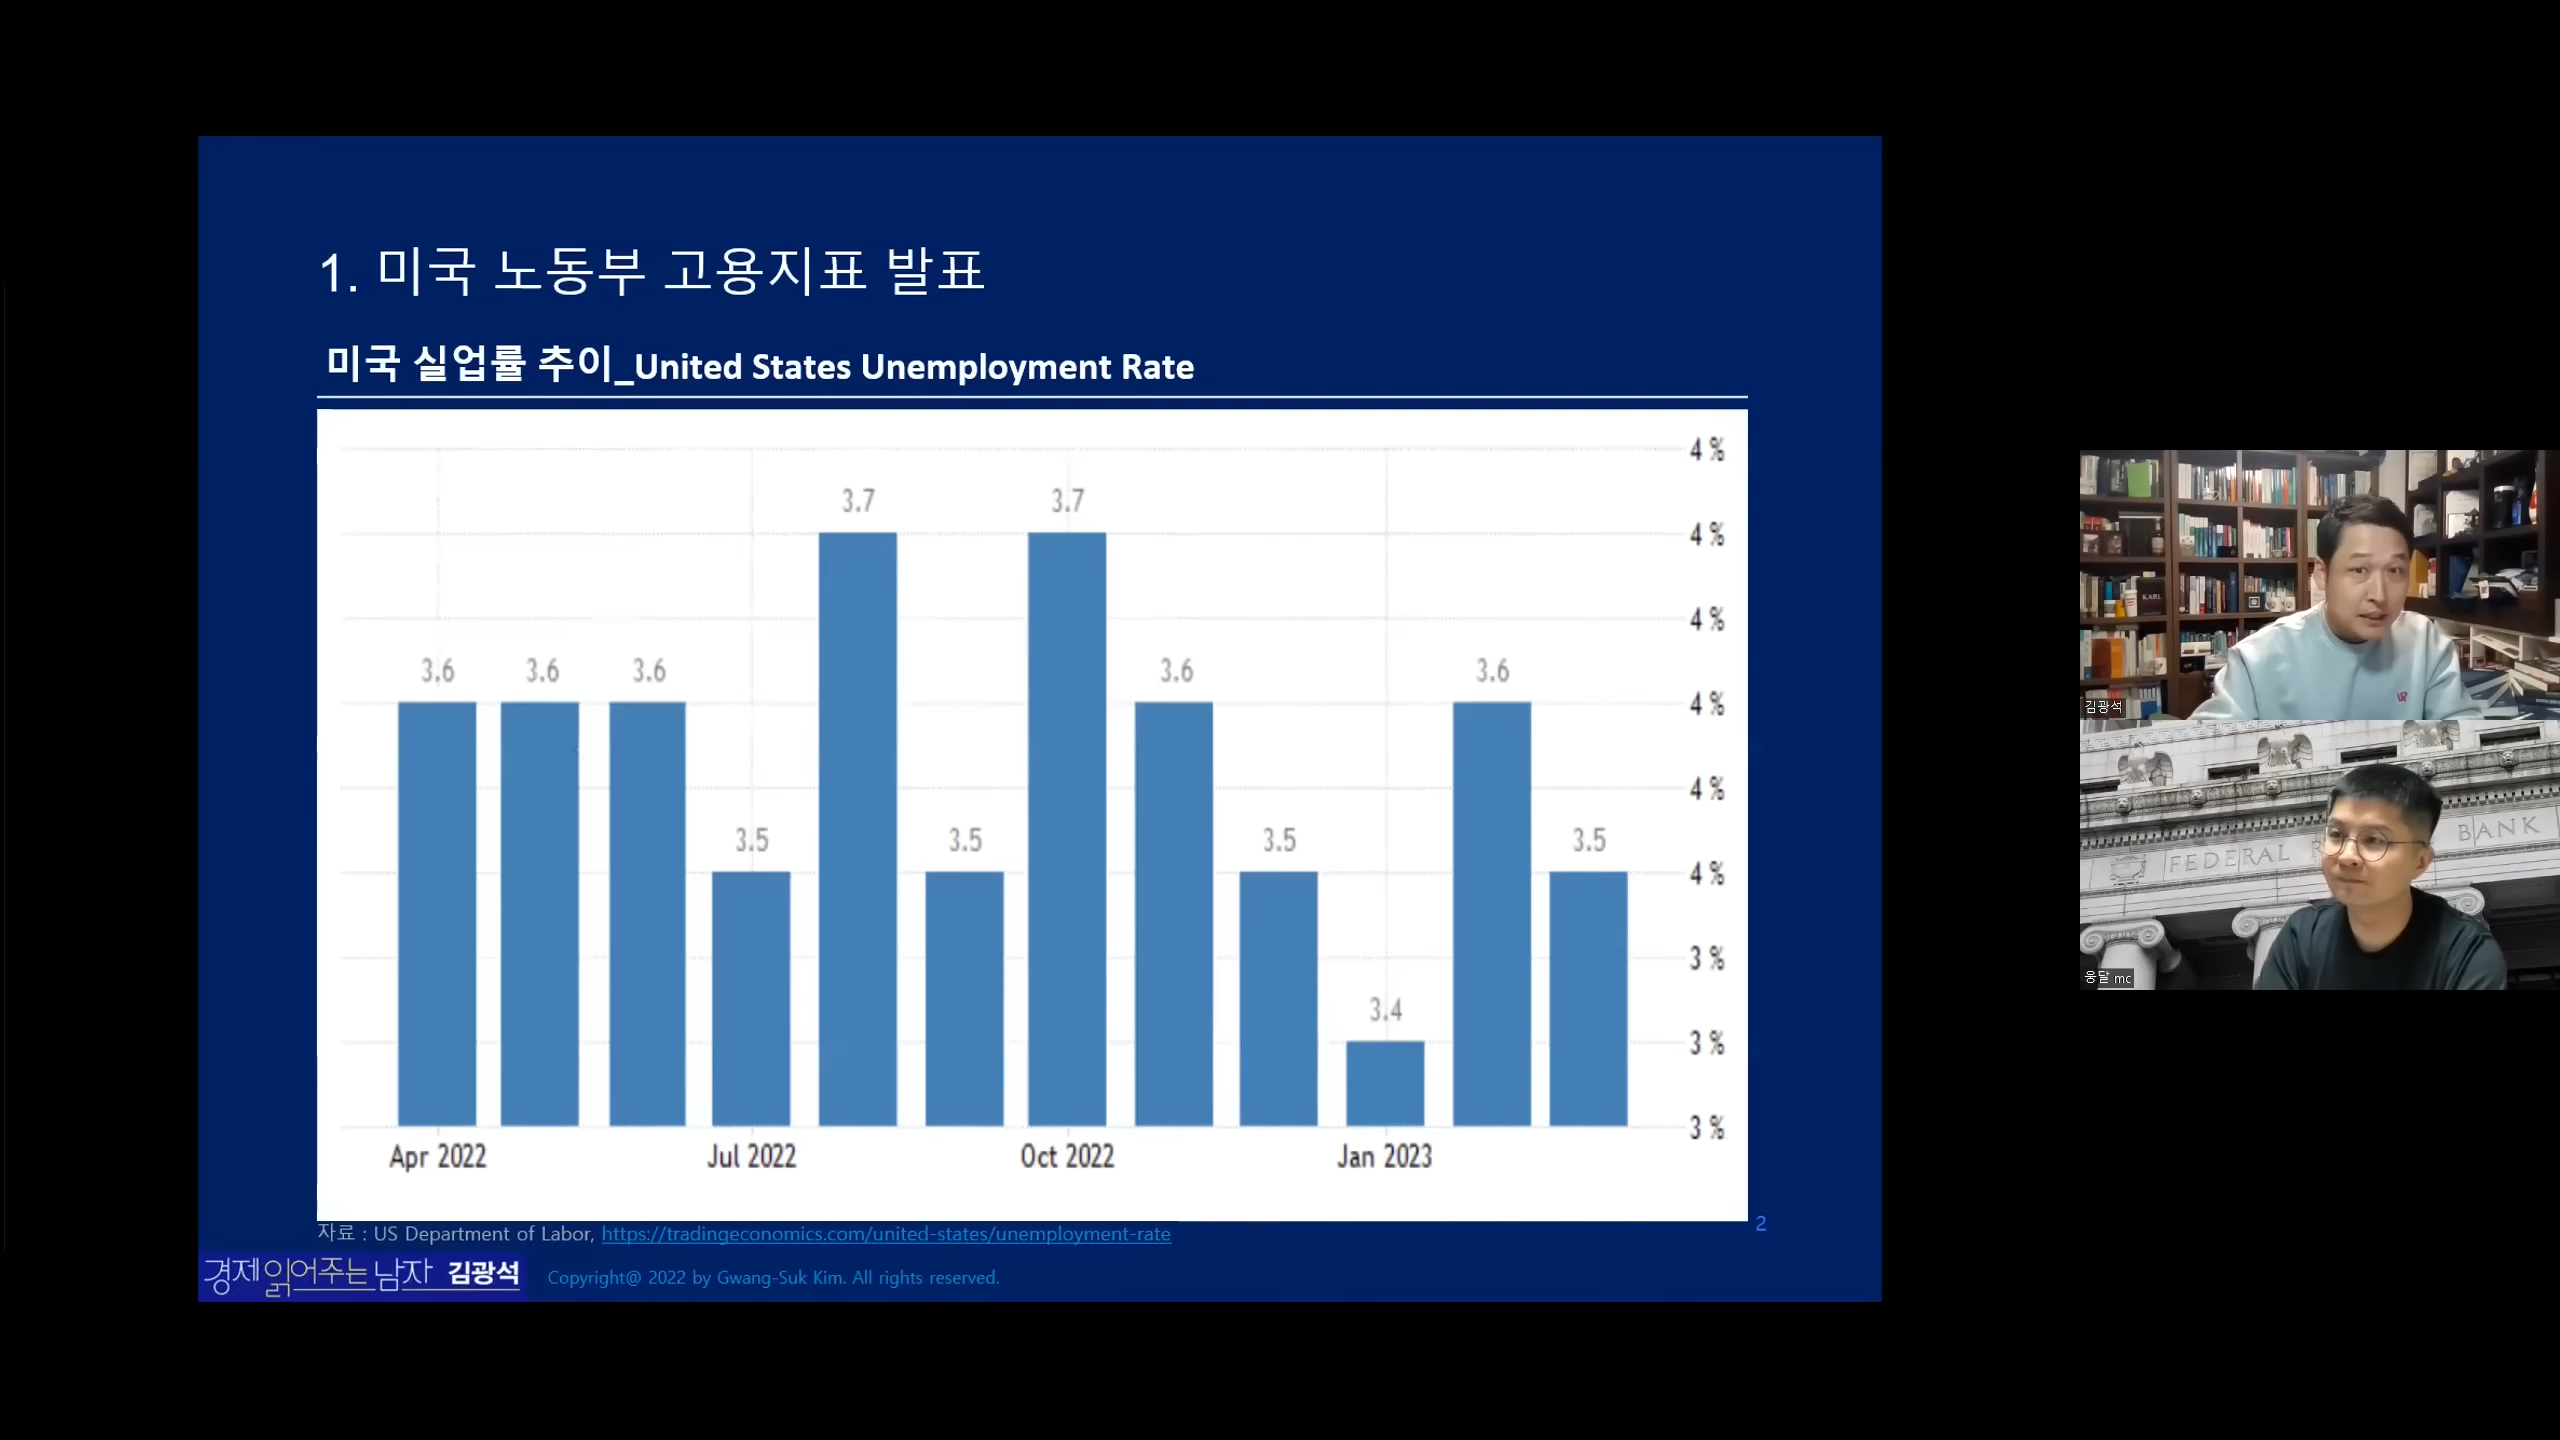 1. 미국 노동부 고용지표 발표
미국 실업률 추이_United States Unemployment Rate
4 %
4 %
4 %
4 %
4 %
4 %
3 %
3 %
3 %
3.6 3.6 3.6 3.5 3.7 3.5 3.7 3.6 3.5 3.4 3.6 3.5
Apr 2022 Jul 2022 Oct 2022 Jan 2023
자료 : US Department of Labor, https://tradingeconomics.com/united-states/unemployment-rate
2
경제 읽어주는 남자 김광석 Copyright@ 2022 by Gwang-Suk Kim. All rights reserved.
KARL
김광석
FEDERAL R
BANK
웅달 mc